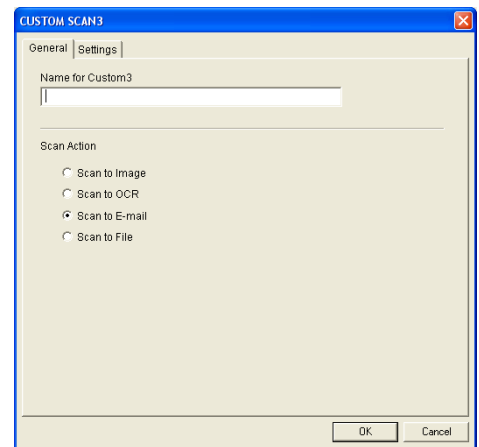 CUSTOM SCAN3
General Settings
Name for Custom3
Scan Action
Scan to Image
Scan to OCR
Scan to E-mail
Scan to File
OK Cancel